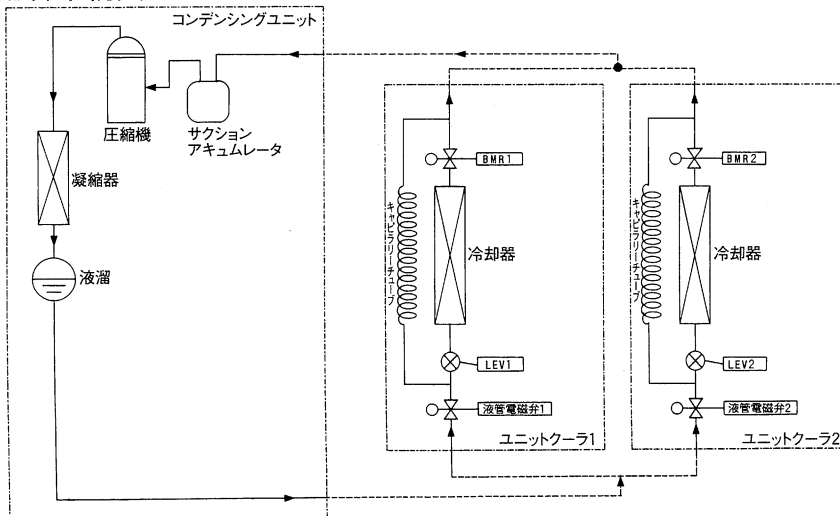 コンデンシングユニット
圧縮機
サクション
アキュムレータ
凝縮器
液溜
BMR1
キャピラリーチューブ
冷却器
LEV1
液管電磁弁1
ユニットクーラ1
BMR2
キャピラリーチューブ
冷却器
LEV2
液管電磁弁2
ユニットクーラ2